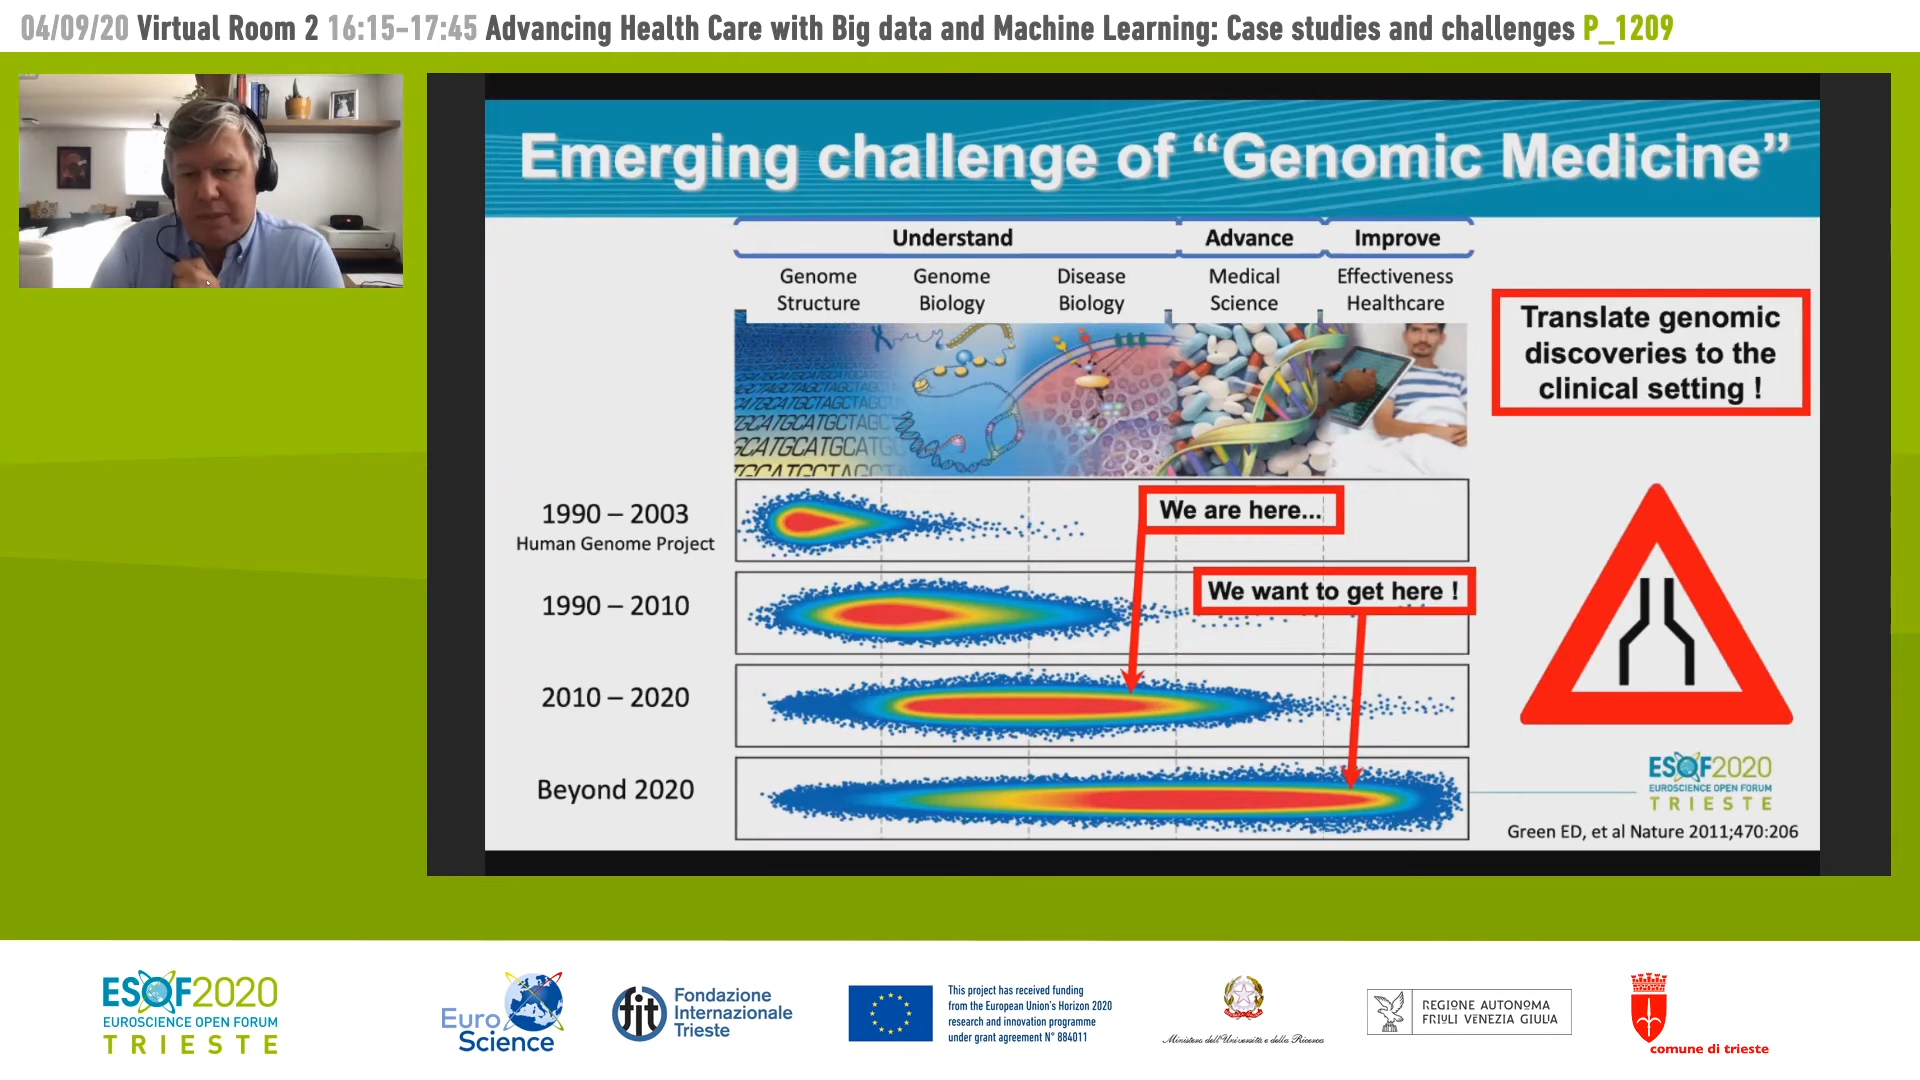 04/09/20 Virtual Room 2 16:15-17:45 Advancing Health Care with Big data and Machine Learning: Case studies and challenges P_1209
Emerging challenge of “Genomic Medicine”
Understand
Advance
Improve
Genome
Structure
Genome
Biology
Disease
Biology
Medical
Science
Effectiveness
Healthcare
Translate genomic
discoveries to the
clinical setting !
1990 – 2003
Human Genome Project
We are here...
1990 – 2010
We want to get here !
2010 – 2020
Beyond 2020
ESOF2020
EUROSCIENCE OPEN FORUM
TRIESTE
Green ED, et al Nature 2011;470:206
ESOF2020
EUROSCIENCE OPEN FORUM
TRIESTE
Euro
Science
fit
Fondazione
Internazionale
Trieste
This project has received funding
from the European Union's Horizon 2020
research and innovation programme
under grant agreement N° 884011
Ministero dell'Università e della Ricerca
REGIONE AUTONOMA
FRIULI VENEZIA GIULIA
comune di trieste